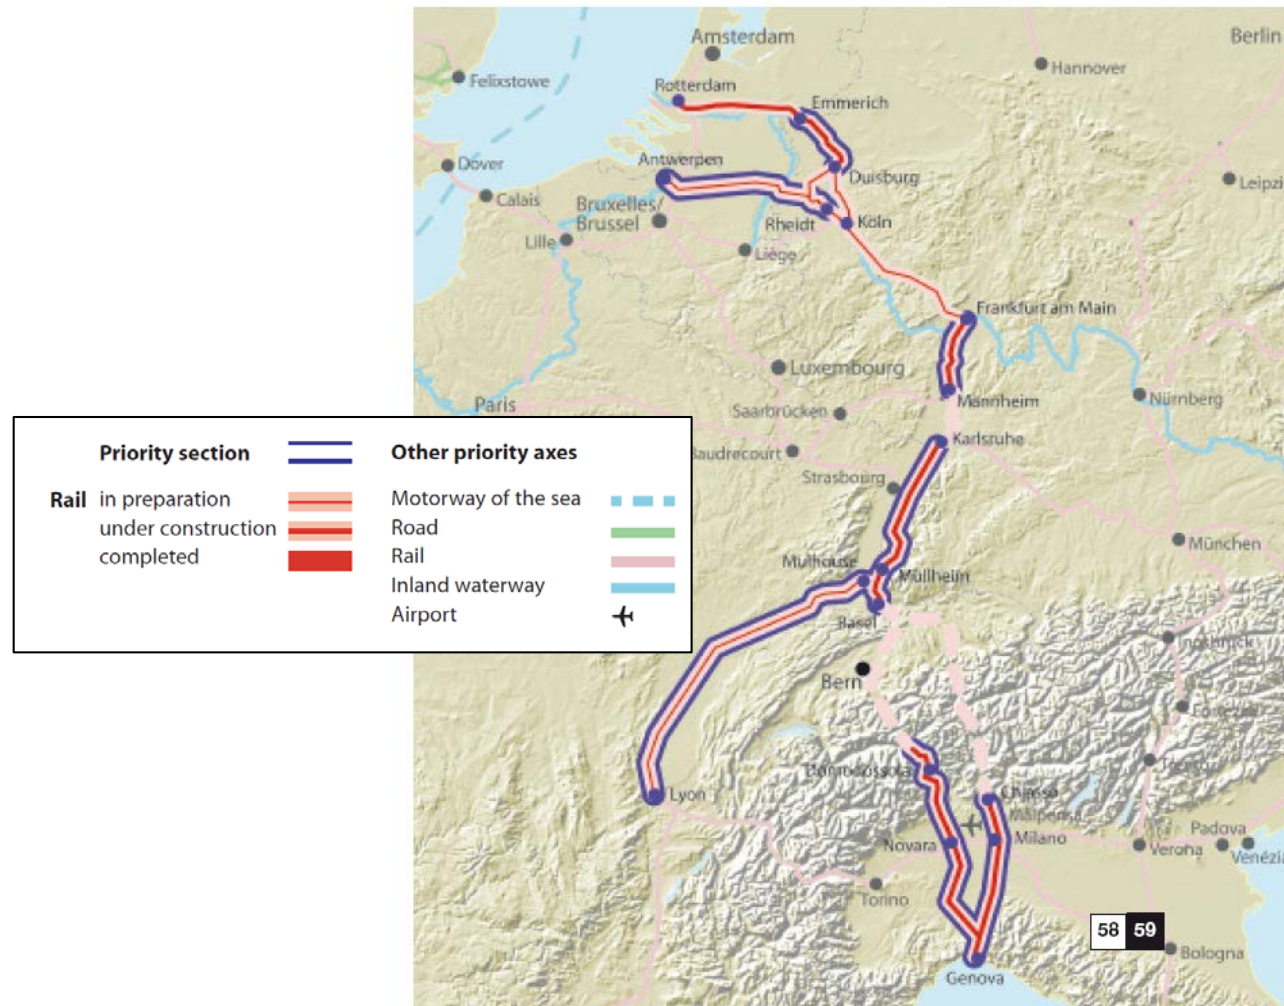 Amsterdam
Berlin
Hannover
Felixstowe
Rotterdam
Emmerich
Dover
Antwerpen
Duisburg
Leipzi
Calais
Bruxelles/
Brüssel
Rheidt
Köln
Lille
Liège
Frankfurt am Main
Luxembourg
Mannheim
Nürnberg
Paris
Saarbrücken
Karlsruhe
Baudrecourt
Strasbourg
Priority section
Other priority axes
Rail in preparation
under construction
completed
Motorway of the sea
Road
Rail
Inland waterway
Airport
München
Mulhouse
Müllheim
Basel
Innsbruck
Bern
Domodossola
Lyon
Chiasso
Malpensa
Novara
Milano
Padova
Verona
Venézia
Torino
58 59
Bologna
Genova